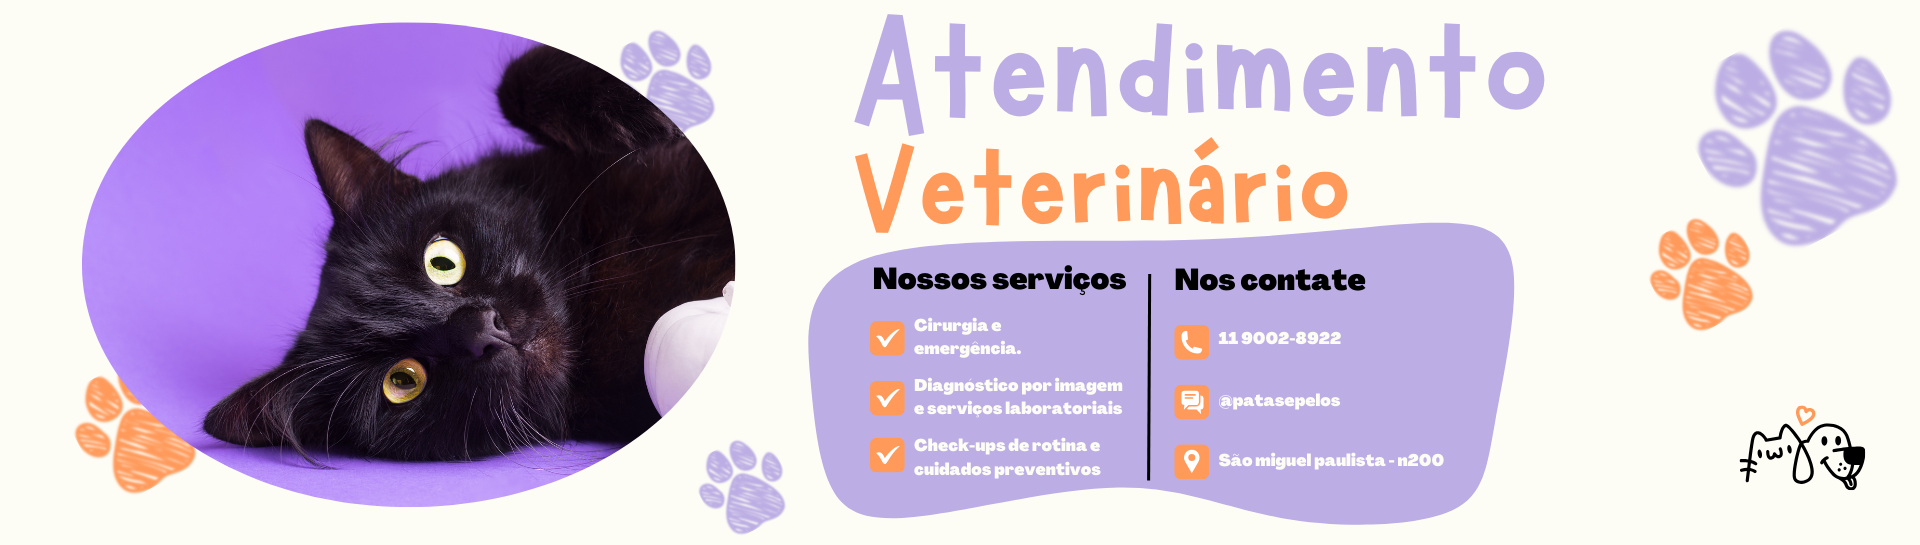 Atendimento
Veterinário
Nossos serviços
Cirurgia e
emergência.
Diagnóstico por imagem
e serviços laboratoriais
Check-ups de rotina e
cuidados preventivos
Nos contate
11 9002-8922
@patasepelos
São miguel paulista - n200